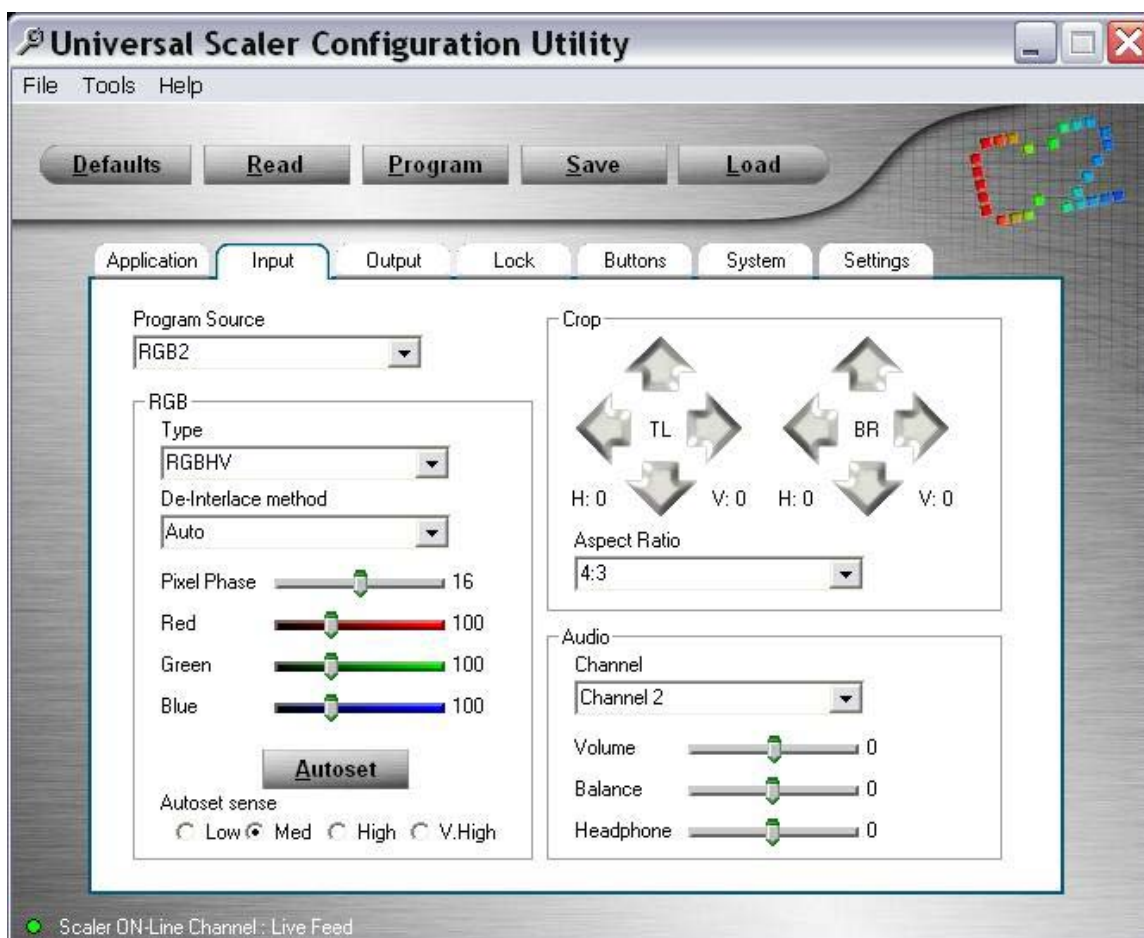 Universal Scaler Configuration Utility
File Tools Help
Defaults Read Program Save Load
C2
Application Input Output Lock Buttons System Settings
Program Source
RGB2
RGB
Type
RGBHV
De-Interlace method
Auto
Pixel Phase 16
Red 100
Green 100
Blue 100
Autoset
Autoset sense
Low Med High V.High
Crop
TL BR
H: 0 V: 0 H: 0 V: 0
Aspect Ratio
4:3
Audio
Channel
Channel 2
Volume 0
Balance 0
Headphone 0
Scaler ON-Line Channel : Live Feed